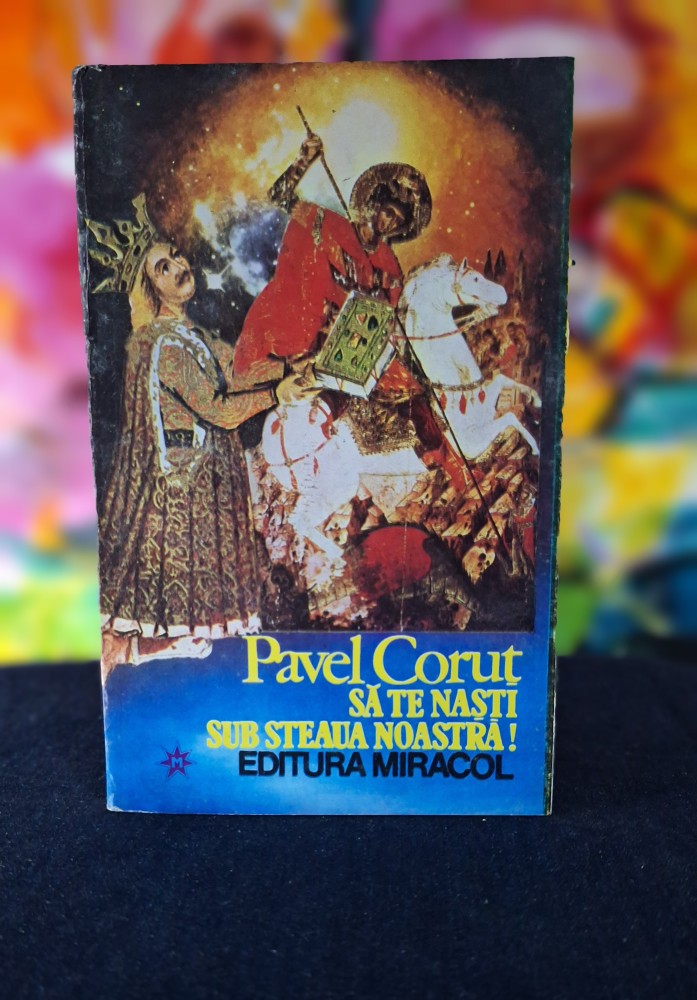 Pavel Coruț
SĂ TE NAȘTI
SUB STEAUA NOASTRĂ!
M
EDITURA MIRACOL